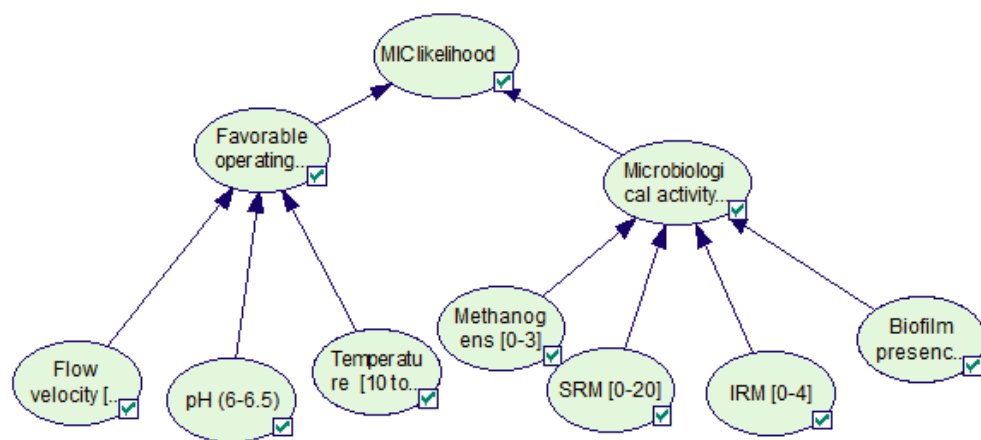 MIC likelihood
Favorable
operating...
Microbiologi
cal activity...
Methanog
ens [0-3]
Biofilm
presenc...
Flow
velocity [...
pH (6-6.5)
Temperatu
re [10 to...
SRM [0-20]
IRM [0-4]